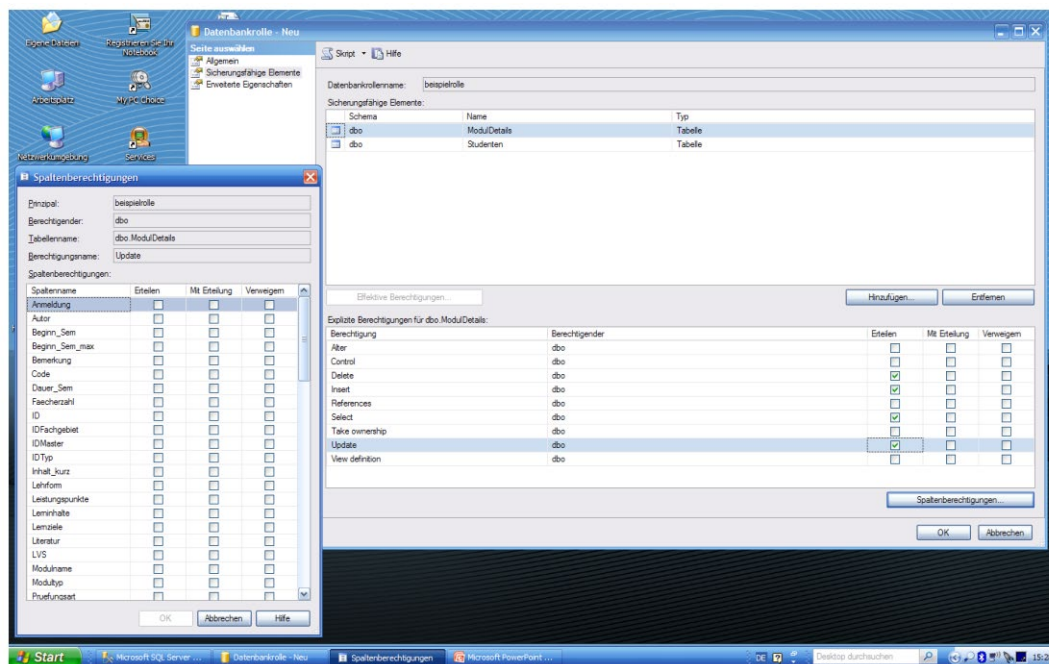 Eigene Dateien
Registrieren Sie Ihr Notebook
Arbeitsplatz
My PC Choice
Netzwerkumgebung
Services
Datenbankrolle - Neu
Seite auswählen
Allgemein
Sicherungsfähige Elemente
Erweiterte Eigenschaften
Skript
Hilfe
Datenbankrollenname: beispielrolle
Sicherungsfähige Elemente:
Schema Name Typ
dbo ModulDetails Tabelle
dbo Studenten Tabelle
Effektive Berechtigungen...
Hinzufügen... Entfernen
Explizite Berechtigungen für dbo.ModulDetails:
Berechtigung Berechtigender Erteilen Mit Erteilung Verweigern
Alter dbo
Control dbo
Delete dbo
Insert dbo
References dbo
Select dbo
Take ownership dbo
Update dbo
View definition dbo
Spaltenberechtigungen...
OK Abbrechen
Spaltenberechtigungen
Prinzipal: beispielrolle
Berechtigender: dbo
Tabellenname: dbo.ModulDetails
Berechtigungsname: Update
Spaltenberechtigungen:
Spaltenname Erteilen Mit Erteilung Verweigern
Anmeldung
Autor
Beginn_Sem
Beginn_Sem_max
Bemerkung
Code
Dauer_Sem
Faecherzahl
ID
IDFachgebiet
IDMaster
IDTyp
Inhalt_kurz
Lehrform
Leistungspunkte
Lerninhalte
Lernziele
Literatur
LVS
Modulname
Modultyp
Pruefungsart
OK Abbrechen Hilfe
Start
Microsoft SQL Server ...
Datenbankrolle - Neu
Spaltenberechtigungen
Microsoft PowerPoint ...
DE
Desktop durchsuchen